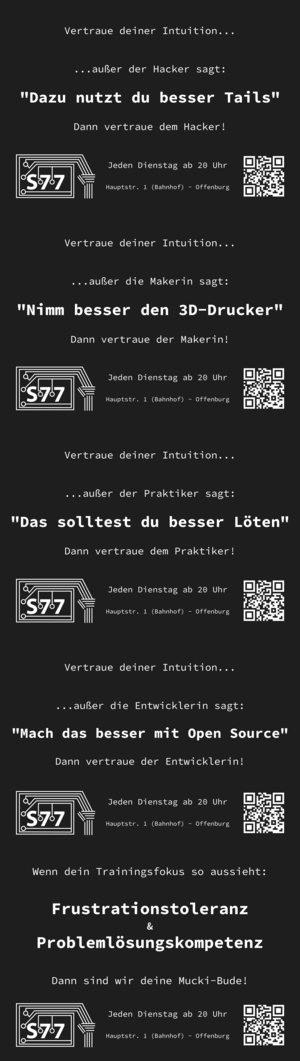 Vertraue deiner Intuition...
...außer der Hacker sagt:
"Dazu nutzt du besser Tails"
Dann vertraue dem Hacker!
S77
Jeden Dienstag ab 20 Uhr
Hauptstr. 1 (Bahnhof) - Offenburg
Vertraue deiner Intuition...
...außer die Makerin sagt:
"Nimm besser den 3D-Drucker"
Dann vertraue der Makerin!
S77
Jeden Dienstag ab 20 Uhr
Hauptstr. 1 (Bahnhof) - Offenburg
Vertraue deiner Intuition...
...außer der Praktiker sagt:
"Das solltest du besser Löten"
Dann vertraue dem Praktiker!
S77
Jeden Dienstag ab 20 Uhr
Hauptstr. 1 (Bahnhof) - Offenburg
Vertraue deiner Intuition...
...außer die Entwicklerin sagt:
"Mach das besser mit Open Source"
Dann vertraue der Entwicklerin!
S77
Jeden Dienstag ab 20 Uhr
Hauptstr. 1 (Bahnhof) - Offenburg
Wenn dein Trainingsfokus so aussieht:
Frustrationstoleranz
&
Problemlösungskompetenz
Dann sind wir deine Mucki-Bude!
S77
Jeden Dienstag ab 20 Uhr
Hauptstr. 1 (Bahnhof) - Offenburg